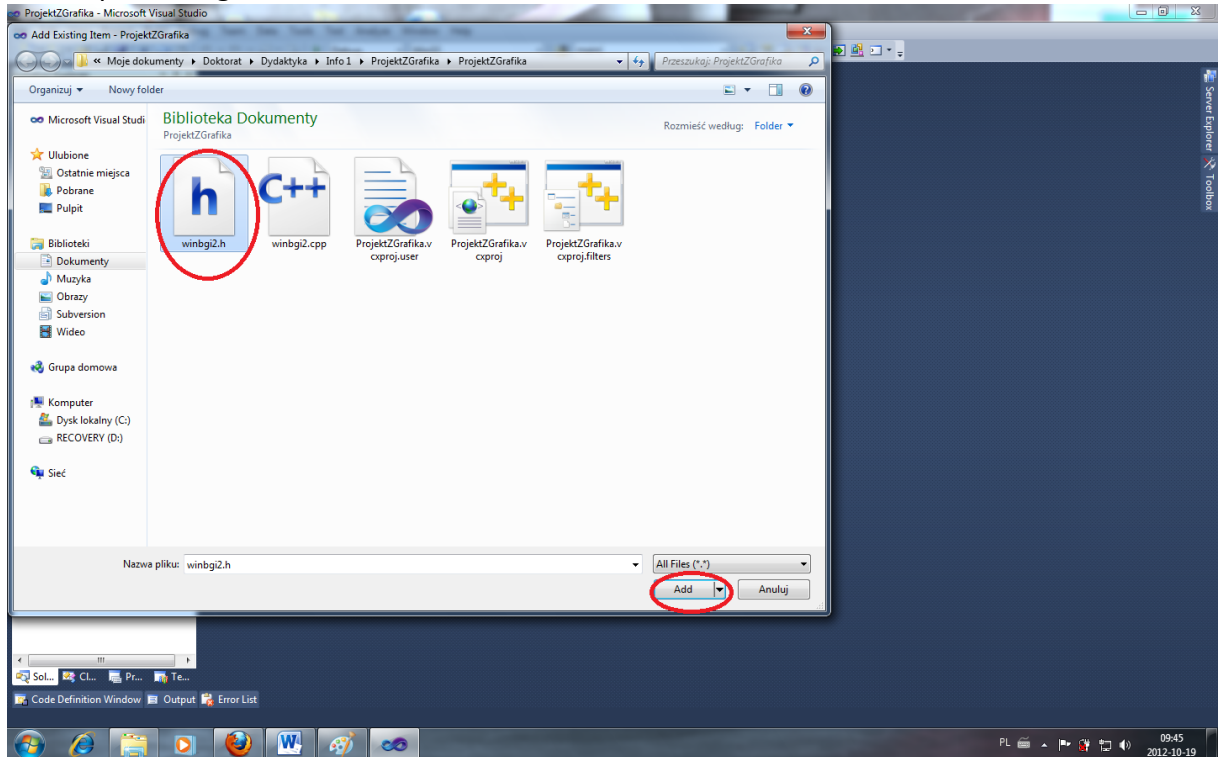 ProjektZGrafika - Microsoft Visual Studio
Add Existing Item - ProjektZGrafika
« Moje dokumenty ▸ Doktorat ▸ Dydaktyka ▸ Info 1 ▸ ProjektZGrafika ▸ ProjektZGrafika
Przeszukaj: ProjektZGrafika
Organizuj Nowy folder
Microsoft Visual Studi
Ulubione
Ostatnie miejsca
Pobrane
Pulpit
Biblioteki
Dokumenty
Muzyka
Obrazy
Subversion
Wideo
Grupa domowa
Komputer
Dysk lokalny (C:)
RECOVERY (D:)
Sieć
Biblioteka Dokumenty
ProjektZGrafika
Rozmieść według: Folder
h
C++
winbgi2.h
winbgi2.cpp
ProjektZGrafika.v
cxproj.user
ProjektZGrafika.v
cxproj
ProjektZGrafika.v
cxproj.filters
Nazwa pliku: winbgi2.h
All Files (*.*)
Add Anuluj
Server Explorer
Toolbox
Sol... Cl... Pr... Te...
Code Definition Window Output Error List
W
PL
09:45
2012-10-19